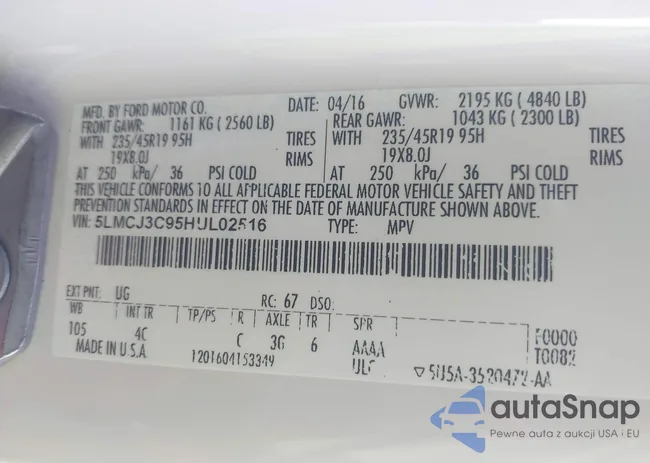 MFD. BY FORD MOTOR CO. DATE: 04/16 GVWR: 2195 KG ( 4840 LB)
FRONT GAWR: 1161 KG ( 2560 LB) REAR GAWR: 1043 KG ( 2300 LB)
WITH 235/45R19 95H TIRES WITH 235/45R19 95H TIRES
19X8.0J RIMS 19X8.0J RIMS
AT 250 kPa/ 36 PSI COLD AT 250 kPa/ 36 PSI COLD
THIS VEHICLE CONFORMS TO ALL APPLICABLE FEDERAL MOTOR VEHICLE SAFETY AND THEFT
PREVENTION STANDARDS IN EFFECT ON THE DATE OF MANUFACTURE SHOWN ABOVE.
VIN: 5LMCJ3C95HUL02516 TYPE: MPV
EXT PNT: UG RC: 67 DSO:
WB INT TR TP/PS R AXLE TR SPR
105 4C C 3G 6 AAAA F0000
MADE IN U.S.A. 1201604153349 T0082
▽ 5U5A-3520472-AA
autaSnap
Pewne auta z aukcji USA i EU